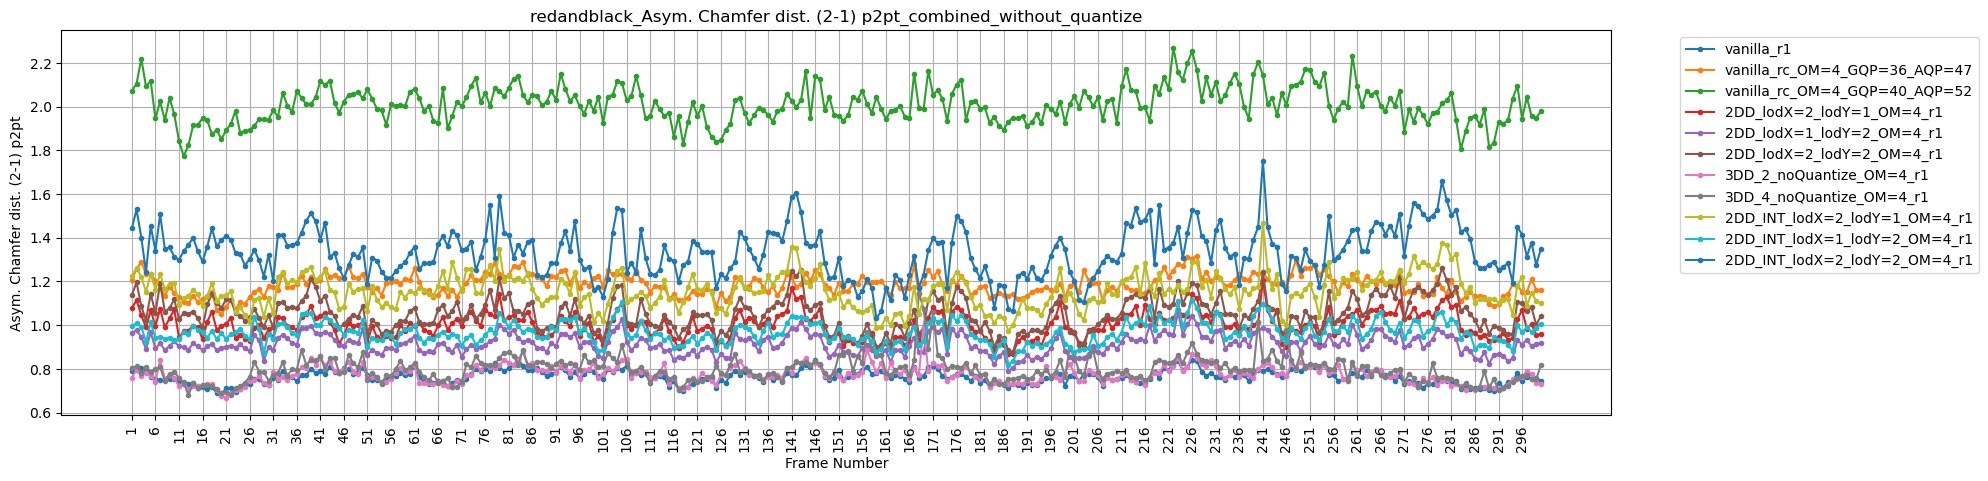 redandblack_Asym. Chamfer dist. (2-1) p2pt_combined_without_quantize
Asym. Chamfer dist. (2-1) p2pt
2.2
2.0
1.8
1.6
1.4
1.2
1.0
0.8
0.6
1 6 11 16 21 26 31 36 41 46 51 56 61 66 71 76 81 86 91 96 101 106 111 116 121 126 131 136 141 146 151 156 161 166 171 176 181 186 191 196 201 206 211 216 221 226 231 236 241 246 251 256 261 266 271 276 281 286 291 296
Frame Number
vanilla_r1
vanilla_rc_OM=4_GQP=36_AQP=47
vanilla_rc_OM=4_GQP=40_AQP=52
2DD_lodX=2_lodY=1_OM=4_r1
2DD_lodX=1_lodY=2_OM=4_r1
2DD_lodX=2_lodY=2_OM=4_r1
3DD_2_noQuantize_OM=4_r1
3DD_4_noQuantize_OM=4_r1
2DD_INT_lodX=2_lodY=1_OM=4_r1
2DD_INT_lodX=1_lodY=2_OM=4_r1
2DD_INT_lodX=2_lodY=2_OM=4_r1